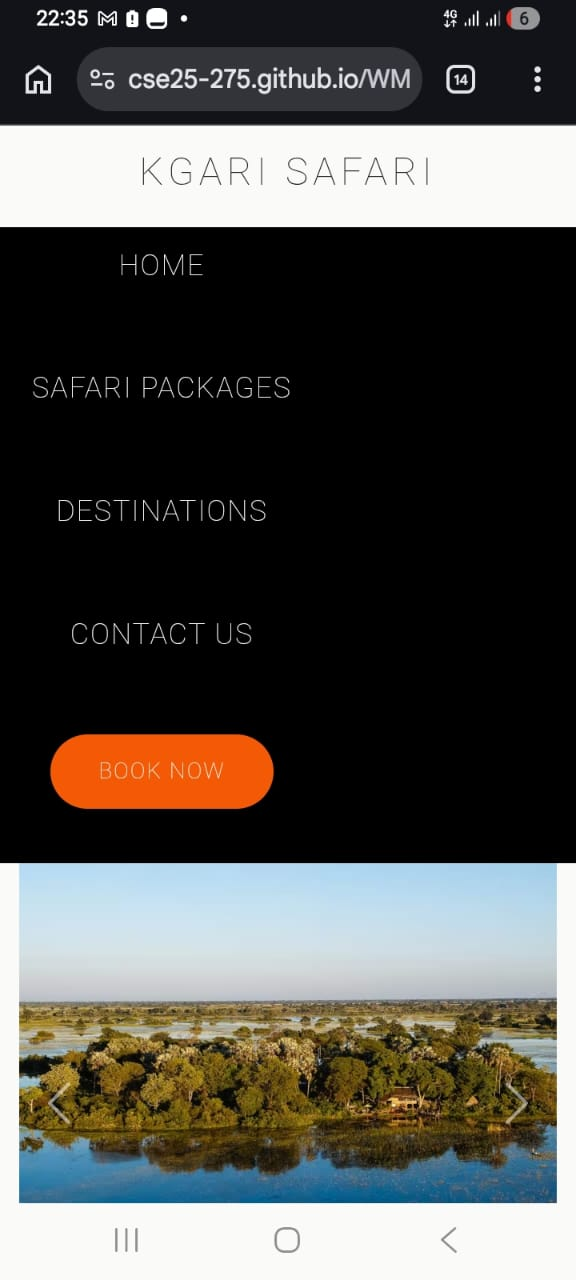 22:35
4G
6
cse25-275.github.io/WM
14
KGARI SAFARI
HOME
SAFARI PACKAGES
DESTINATIONS
CONTACT US
BOOK NOW